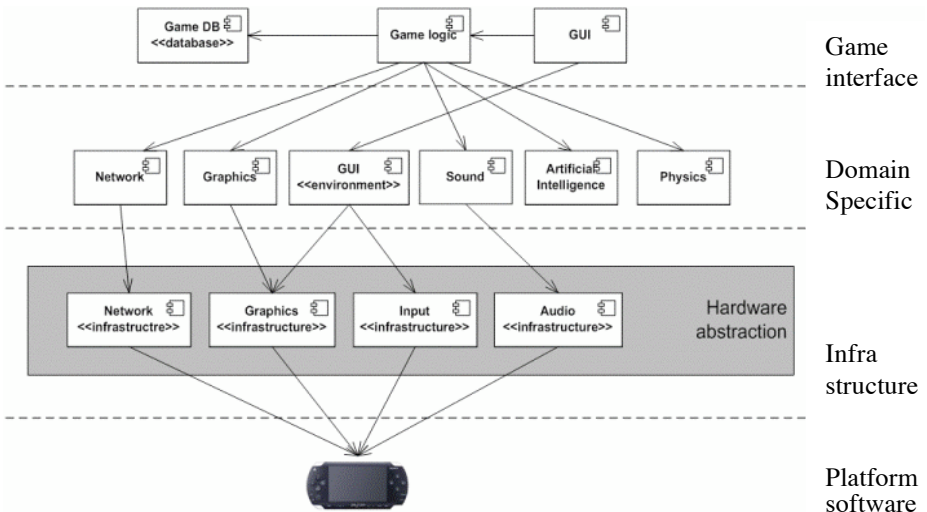 Game DB
<<database>>
Game logic
GUI
Game
interface
Network
Graphics
GUI
<<environment>>
Sound
Artificial
Intelligence
Physics
Domain
Specific
Network
<<infrastructre>>
Graphics
<<infrastructure>>
Input
<<infrastructure>>
Audio
<<infrastructure>>
Hardware
abstraction
Infra
structure
Platform
software